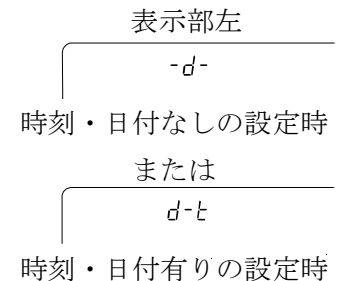 表示部左
-d-
時刻・日付なしの設定時
または
d-t
時刻・日付有りの設定時